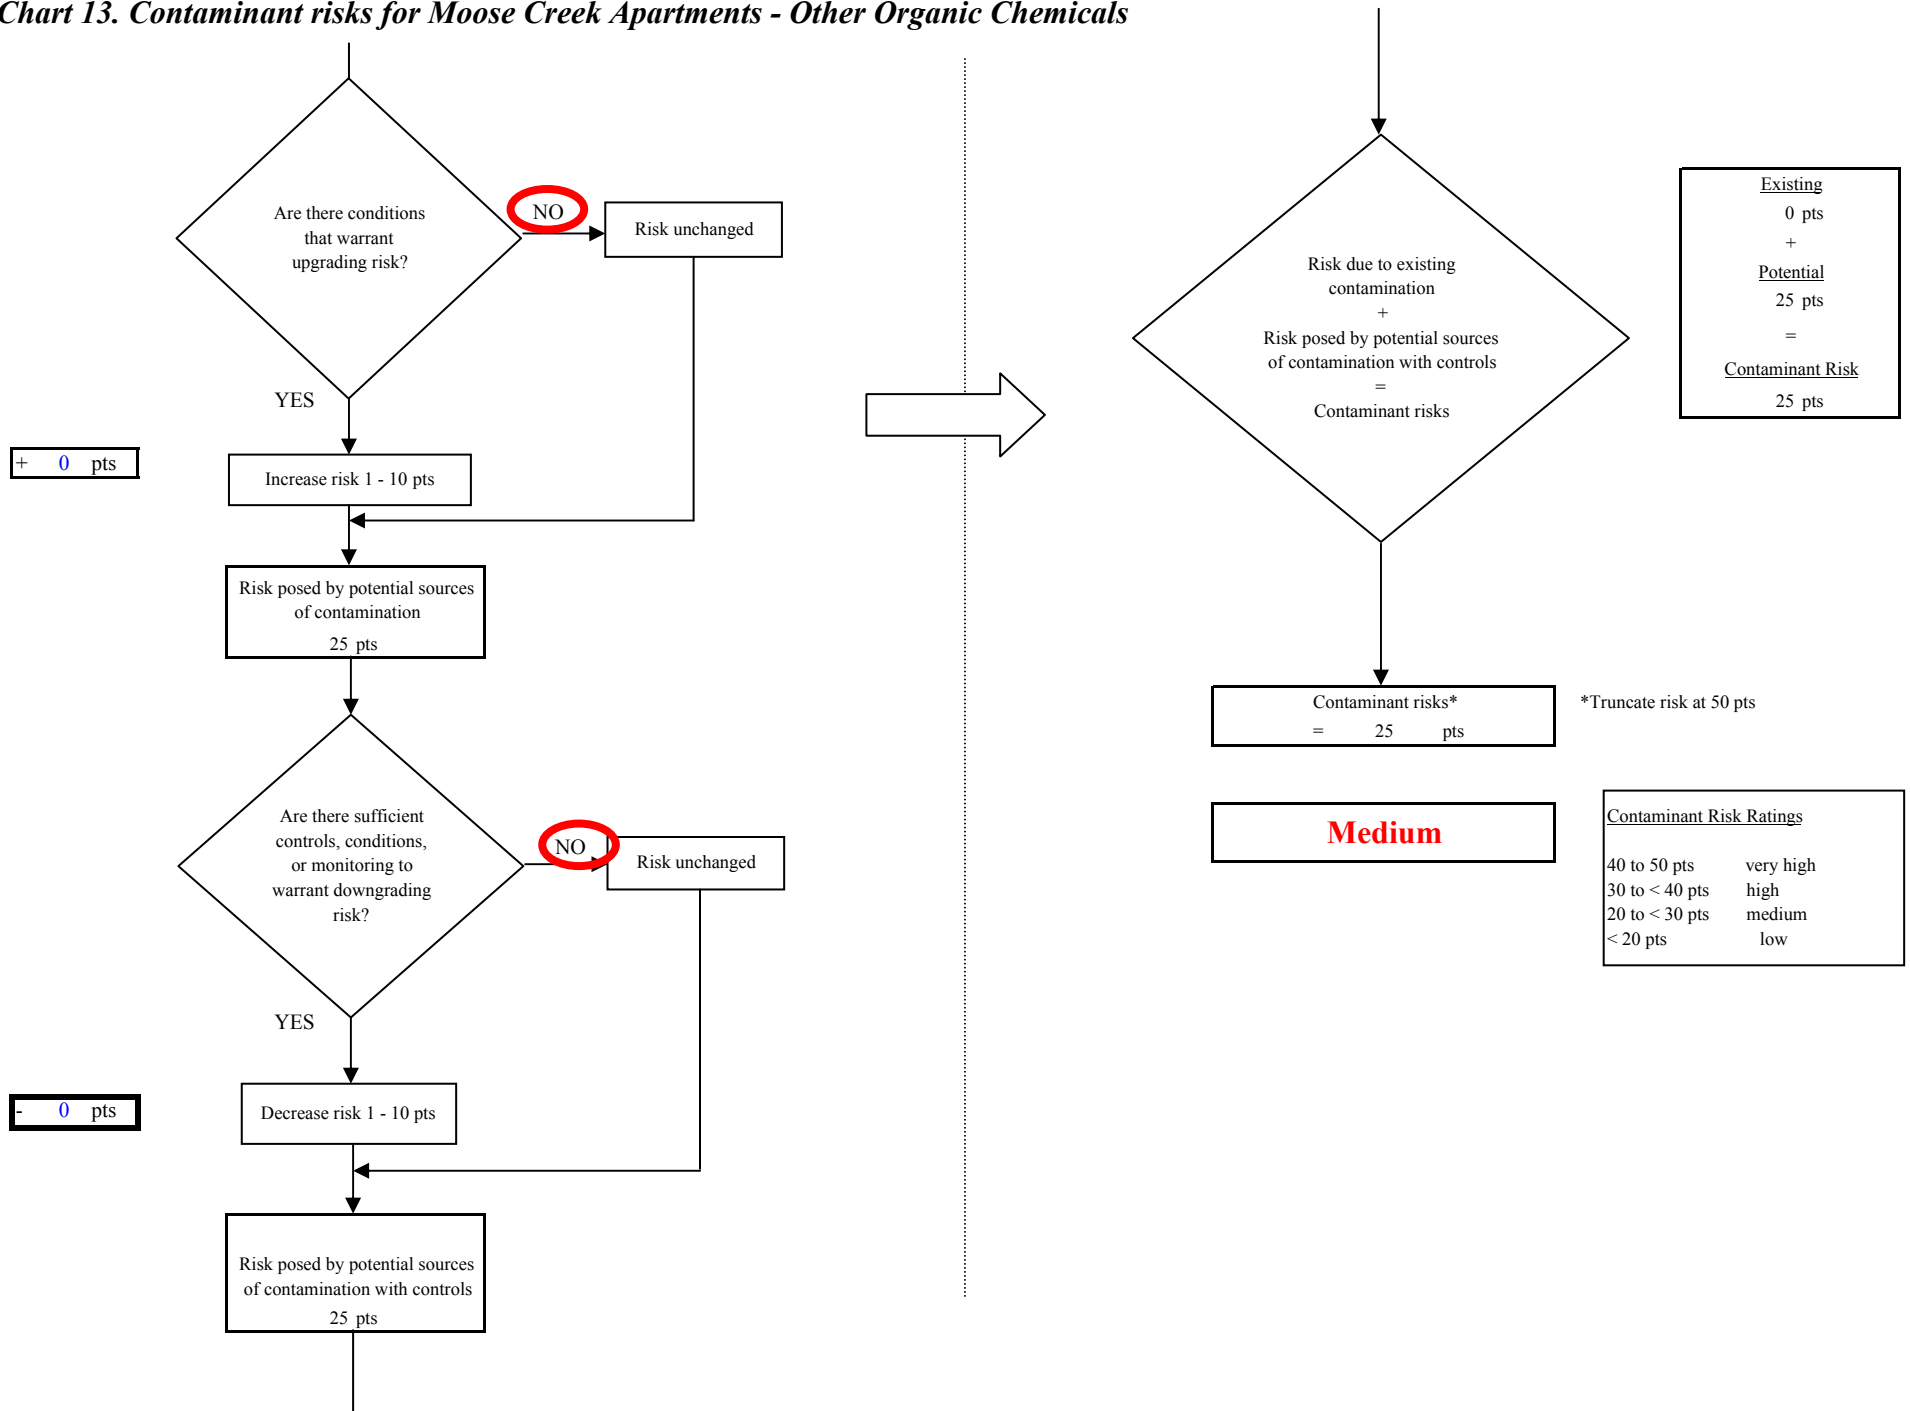 Chart 13. Contaminant risks for Moose Creek Apartments - Other Organic Chemicals
Are there conditions
that warrant
upgrading risk?
NO
Risk unchanged
YES
+ 0 pts
Increase risk 1 - 10 pts
Risk posed by potential sources
of contamination
25 pts
Are there sufficient
controls, conditions,
or monitoring to
warrant downgrading
risk?
NO
Risk unchanged
YES
- 0 pts
Decrease risk 1 - 10 pts
Risk posed by potential sources
of contamination with controls
25 pts
Risk due to existing
contamination
+
Risk posed by potential sources
of contamination with controls
=
Contaminant risks
Existing
0 pts
+
Potential
25 pts
=
Contaminant Risk
25 pts
Contaminant risks*
= 25 pts
*Truncate risk at 50 pts
Medium
Contaminant Risk Ratings
40 to 50 pts very high
30 to < 40 pts high
20 to < 30 pts medium
< 20 pts low